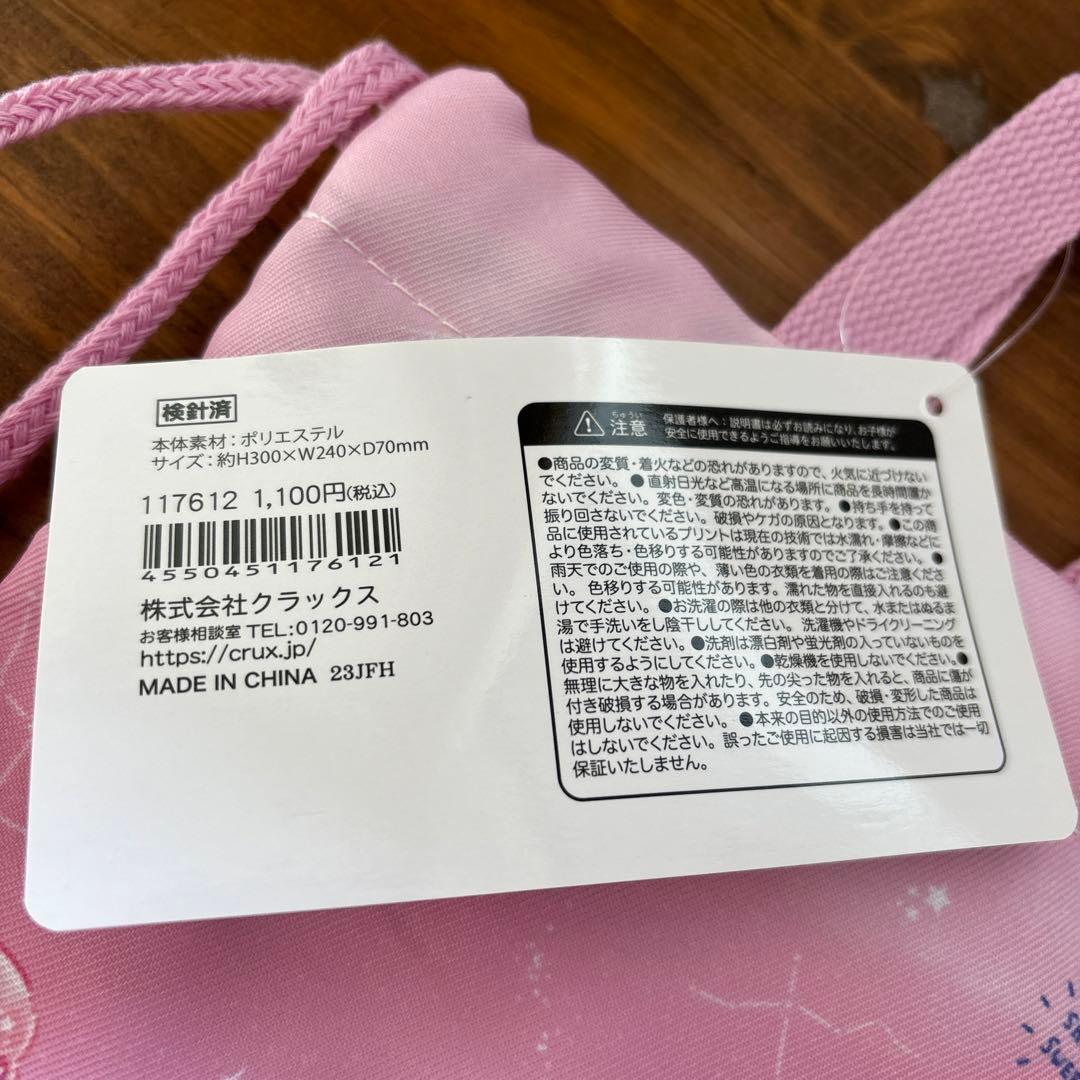 検針済
本体素材：ポリエステル
サイズ：約H300×W240×D70mm
117612 1,100円(税込)
4550451176121
株式会社クラックス
お客様相談室 TEL:0120-991-803
https://crux.jp/
MADE IN CHINA 23JFH
ちゅうい
注意
保護者様へ：説明書は必ずお読みになり、お子様が
安全に使用できるようご指導をお願いいたします。
●商品の変質・着火などの恐れがありますので、火気に近づけない
でください。●直射日光など高温になる場所に商品を長時間置か
ないでください。変色・変質の恐れがあります。●持ち手を持って
振り回さないでください。破損やケガの原因となります。●この商
品に使用されているプリントは現在の技術では水濡れ・摩擦などに
より色落ち・色移りする可能性がありますのでご了承ください。●
雨天でのご使用の際や、薄い色の衣類を着用の際はご注意くださ
い。色移りする可能性があります。濡れた物を直接入れるのも避
けてください。●お洗濯の際は他の衣類と分けて、水またはぬるま
湯で手洗いをし陰干ししてください。洗濯機やドライクリーニング
は避けてください。●洗剤は漂白剤や蛍光剤の入っていないものを
使用するようにしてください。●乾燥機を使用しないでください。●
無理に大きな物を入れたり、先の尖った物を入れると、商品に傷が
付き破損する場合があります。安全のため、破損・変形した商品は
使用しないでください。●本来の目的以外の使用方法でのご使用
はしないでください。誤ったご使用に起因する損害は当社では一切
保証いたしません。